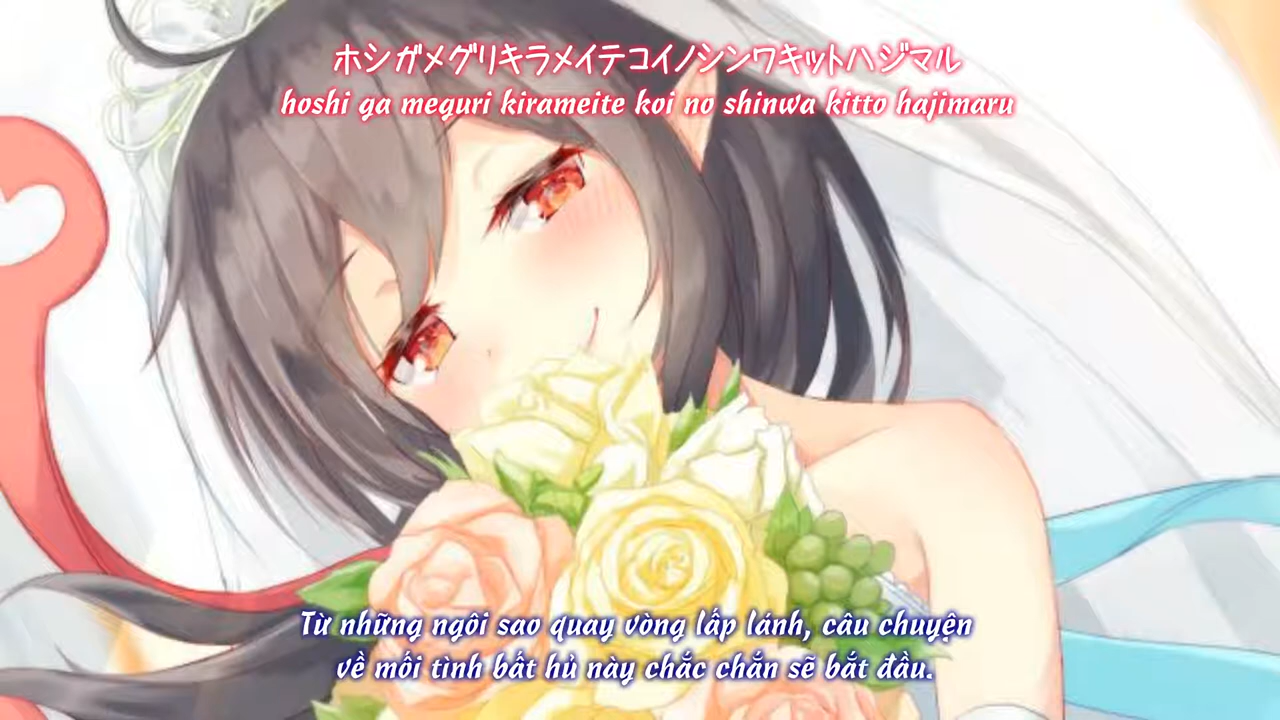 ホシガメグリキラメイテコイノシンワキットハジマル
hoshi ga meguri kirameite koi no shinwa kitto hajimaru
Từ những ngôi sao quay vòng lấp lánh, câu chuyện
về mối tình bất hủ này chắc chắn sẽ bắt đầu.